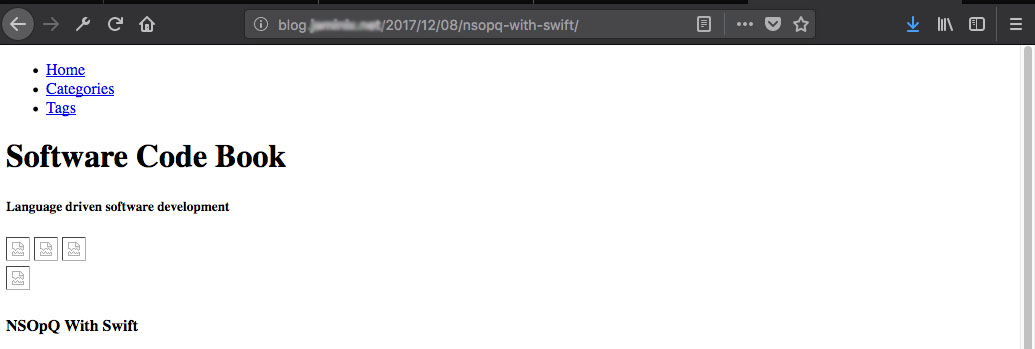 blog. /2017/12/08/nsopq-with-swift/
Home
Categories
Tags
Software Code Book
Language driven software development
NSOpQ With Swift